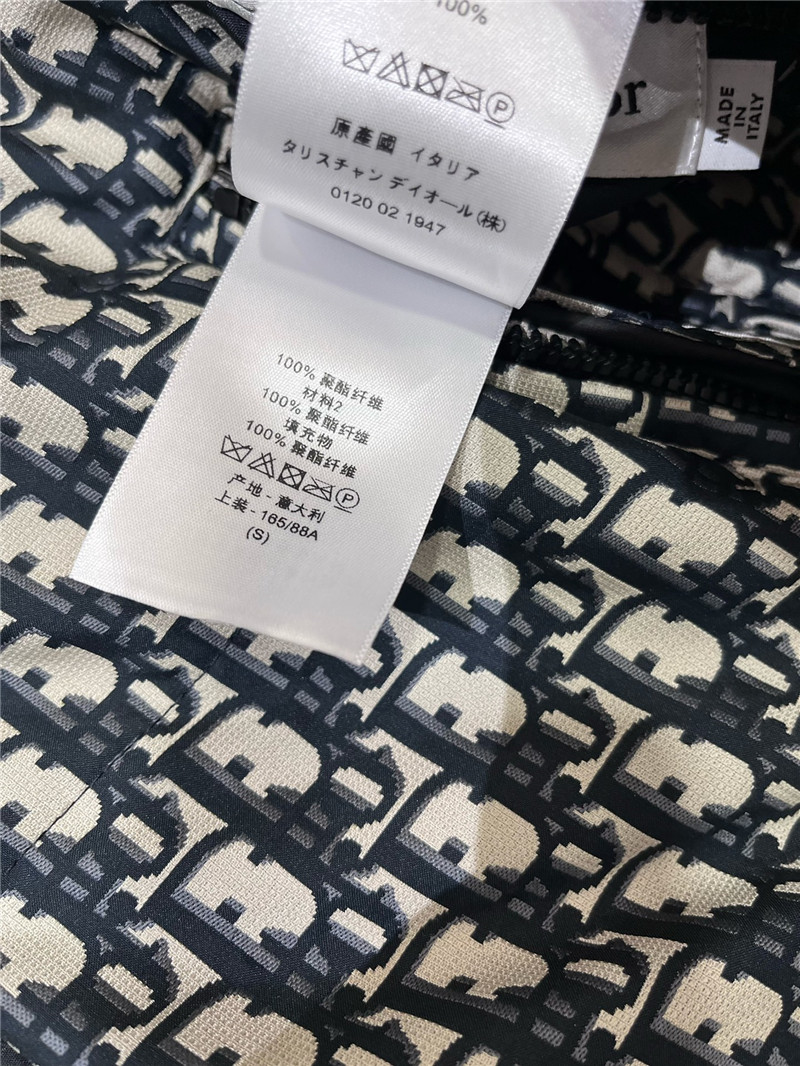 100%
原產國 イタリア
タリスチャン ディオール(株)
0120 02 1947
or
MADE
IN
ITALY
100% 聚酯纤维
材料2
100% 聚酯纤维
填充物
100% 聚酯纤维
P
产地 - 意大利
上装 - 165/88A
(S)